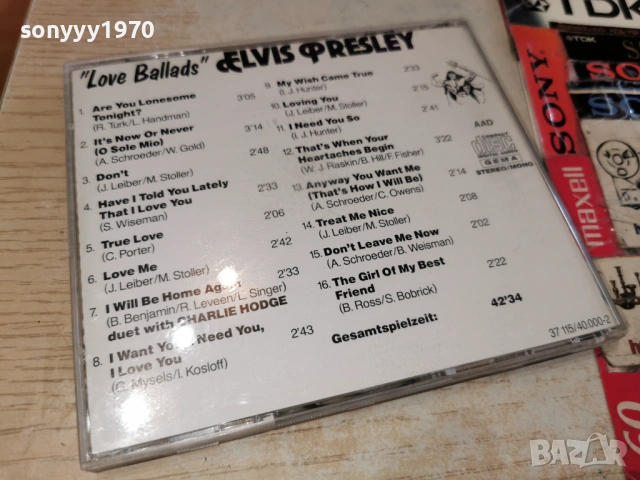 sonyyy1970
"Love Ballads" ELVIS PRESLEY
1. Are You Lonesome
Tonight? 3'05
(R. Turk/L. Handman)
2. It's Now Or Never 3'14
(O Sole Mio)
(A. Schroeder/W. Gold)
3. Don't 2'48
(J. Leiber/M. Stoller)
4. Have I Told You Lately 2'33
That I Love You
(S. Wiseman)
5. True Love 2'06
(C. Porter)
6. Love Me 2'42
(J. Leiber/M. Stoller)
7. I Will Be Home Again 2'33
(B. Benjamin/R. Leveen/L. Singer)
duet with CHARLIE HODGE
8. I Want You, I Need You, 2'43
I Love You
(C. Mysels/I. Kosloff)
9. My Wish Came True 2'33
(I. J. Hunter)
10. Loving You 2'15
(J. Leiber/M. Stoller)
11. I Need You So 2'41
(I. J. Hunter)
12. That's When Your 3'22
Heartaches Begin
(W. J. Raskin/B. Hill/F. Fisher)
13. Anyway You Want Me 2'14
(That's How I Will Be)
(A. Schroeder/C. Owens)
14. Treat Me Nice 2'08
(J. Leiber/M. Stoller)
15. Don't Leave Me Now 2'02
(A. Schroeder/B. Weisman)
16. The Girl Of My Best 2'22
Friend
(B. Ross/S. Bobrick)
Gesamtspielzeit: 42'34
AAD
COMPACT
disc
DIGITAL AUDIO
GEMA
STEREO/MONO
37 115/40.000-2
TDK
TDK
SONY
maxell
BAZAR.bg